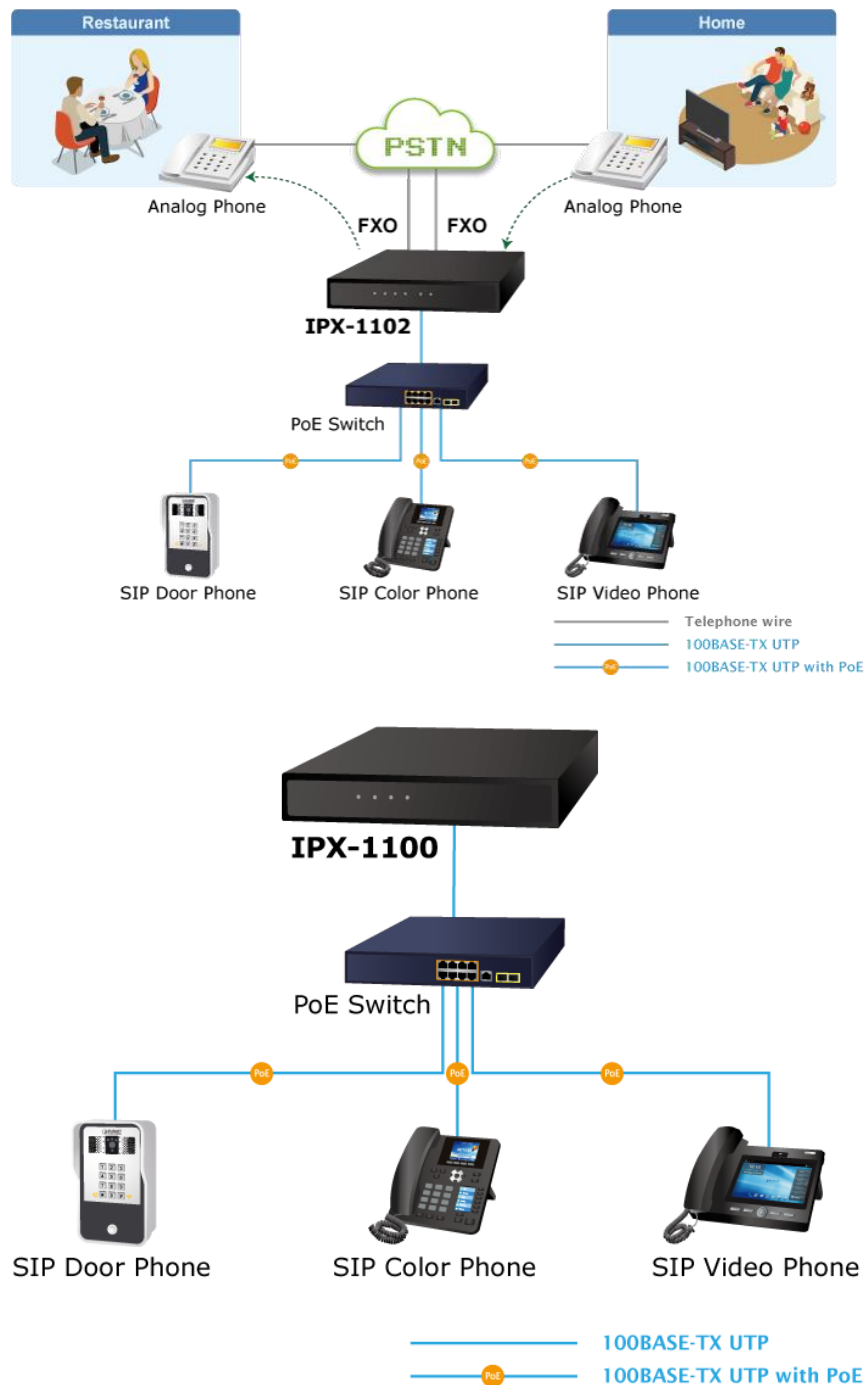 Restaurant
Home
PSTN
Analog Phone
Analog Phone
FXO
FXO
IPX-1102
PoE Switch
PoE
PoE
PoE
SIP Door Phone
SIP Color Phone
SIP Video Phone
Telephone wire
100BASE-TX UTP
PoE
100BASE-TX UTP with PoE
IPX-1100
PoE Switch
PoE
PoE
PoE
SIP Door Phone
SIP Color Phone
SIP Video Phone
100BASE-TX UTP
PoE
100BASE-TX UTP with PoE